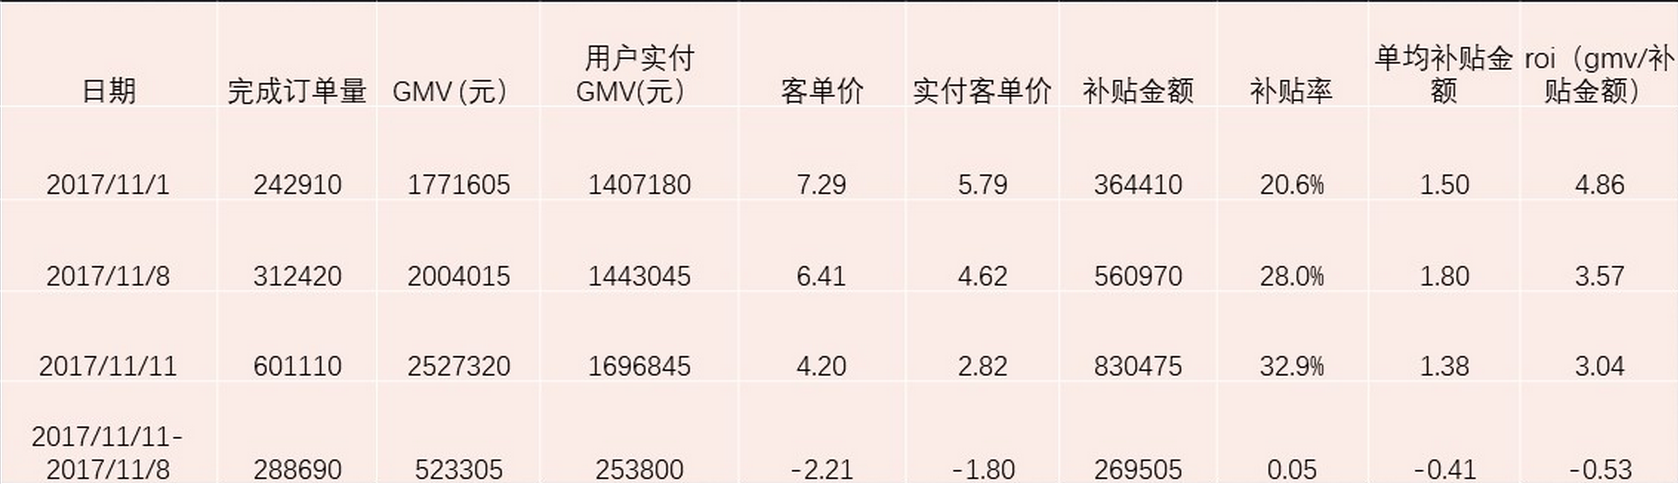 日期 完成订单量 GMV (元) 用户实付 GMV(元) 客单价 实付客单价 补贴金额 补贴率 单均补贴金额 roi（gmv/补贴金额）
2017/11/1 242910 1771605 1407180 7.29 5.79 364410 20.6% 1.50 4.86
2017/11/8 312420 2004015 1443045 6.41 4.62 560970 28.0% 1.80 3.57
2017/11/11 601110 2527320 1696845 4.20 2.82 830475 32.9% 1.38 3.04
2017/11/11-
2017/11/8 288690 523305 253800 -2.21 -1.80 269505 0.05 -0.41 -0.53